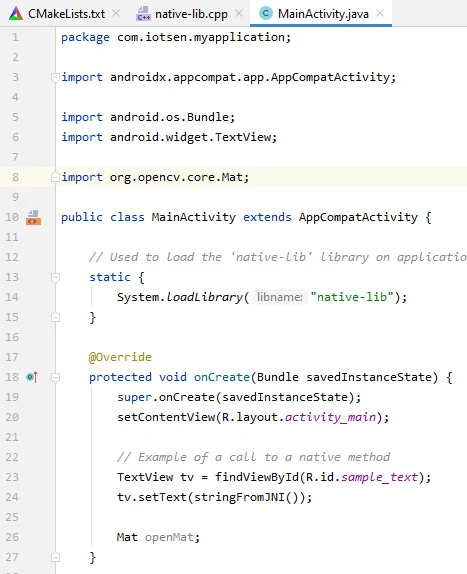 CMakeLists.txt × native-lib.cpp × MainActivity.java ×
1 package com.iotsen.myapplication;
2
3 import androidx.appcompat.app.AppCompatActivity;
4
5 import android.os.Bundle;
6 import android.widget.TextView;
7
8 import org.opencv.core.Mat;
9
10 public class MainActivity extends AppCompatActivity {
11
12 // Used to load the 'native-lib' library on applicatio
13 static {
14 System.loadLibrary( libname: "native-lib");
15 }
16
17 @Override
18 protected void onCreate(Bundle savedInstanceState) {
19 super.onCreate(savedInstanceState);
20 setContentView(R.layout.activity_main);
21
22 // Example of a call to a native method
23 TextView tv = findViewById(R.id.sample_text);
24 tv.setText(stringFromJNI());
25
26 Mat openMat;
27 }